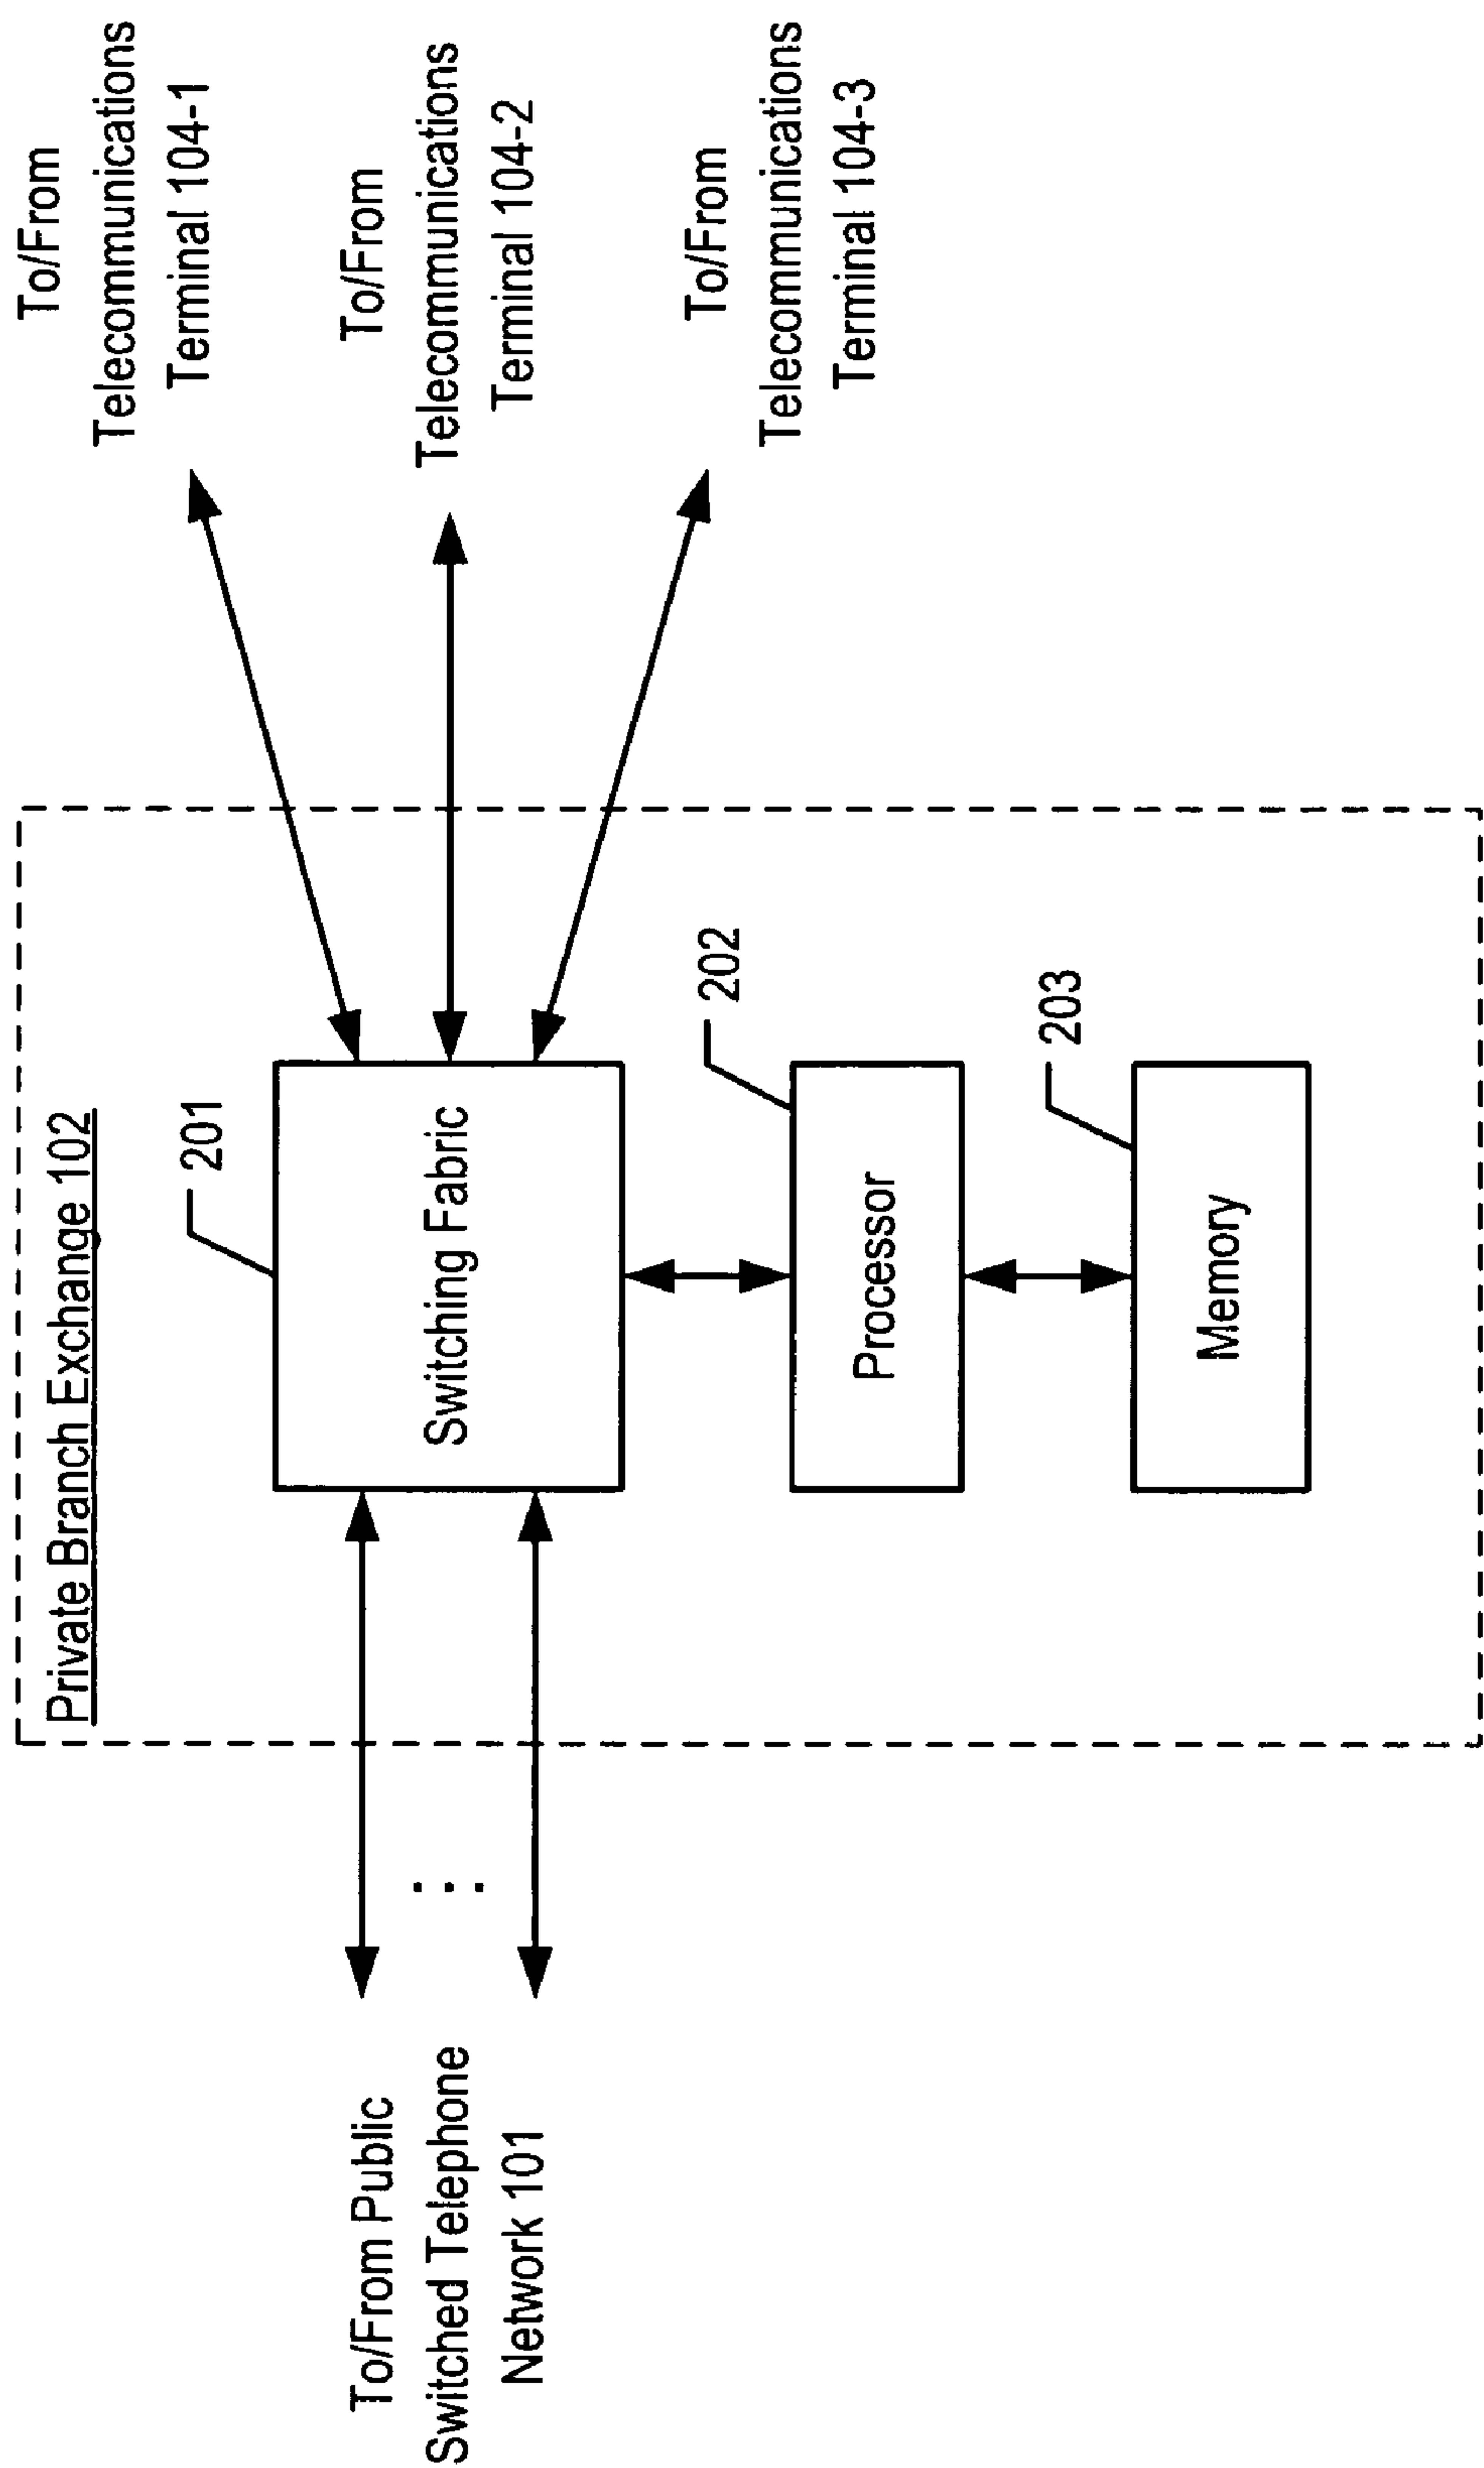 Private Branch Exchange 102
To/From
Telecommunications
Terminal 104-1
201
To/From Public
Switched Telephone
Network 101
Switching Fabric
To/From
Telecommunications
Terminal 104-2
202
Processor
To/From
Telecommunications
Terminal 104-3
203
Memory